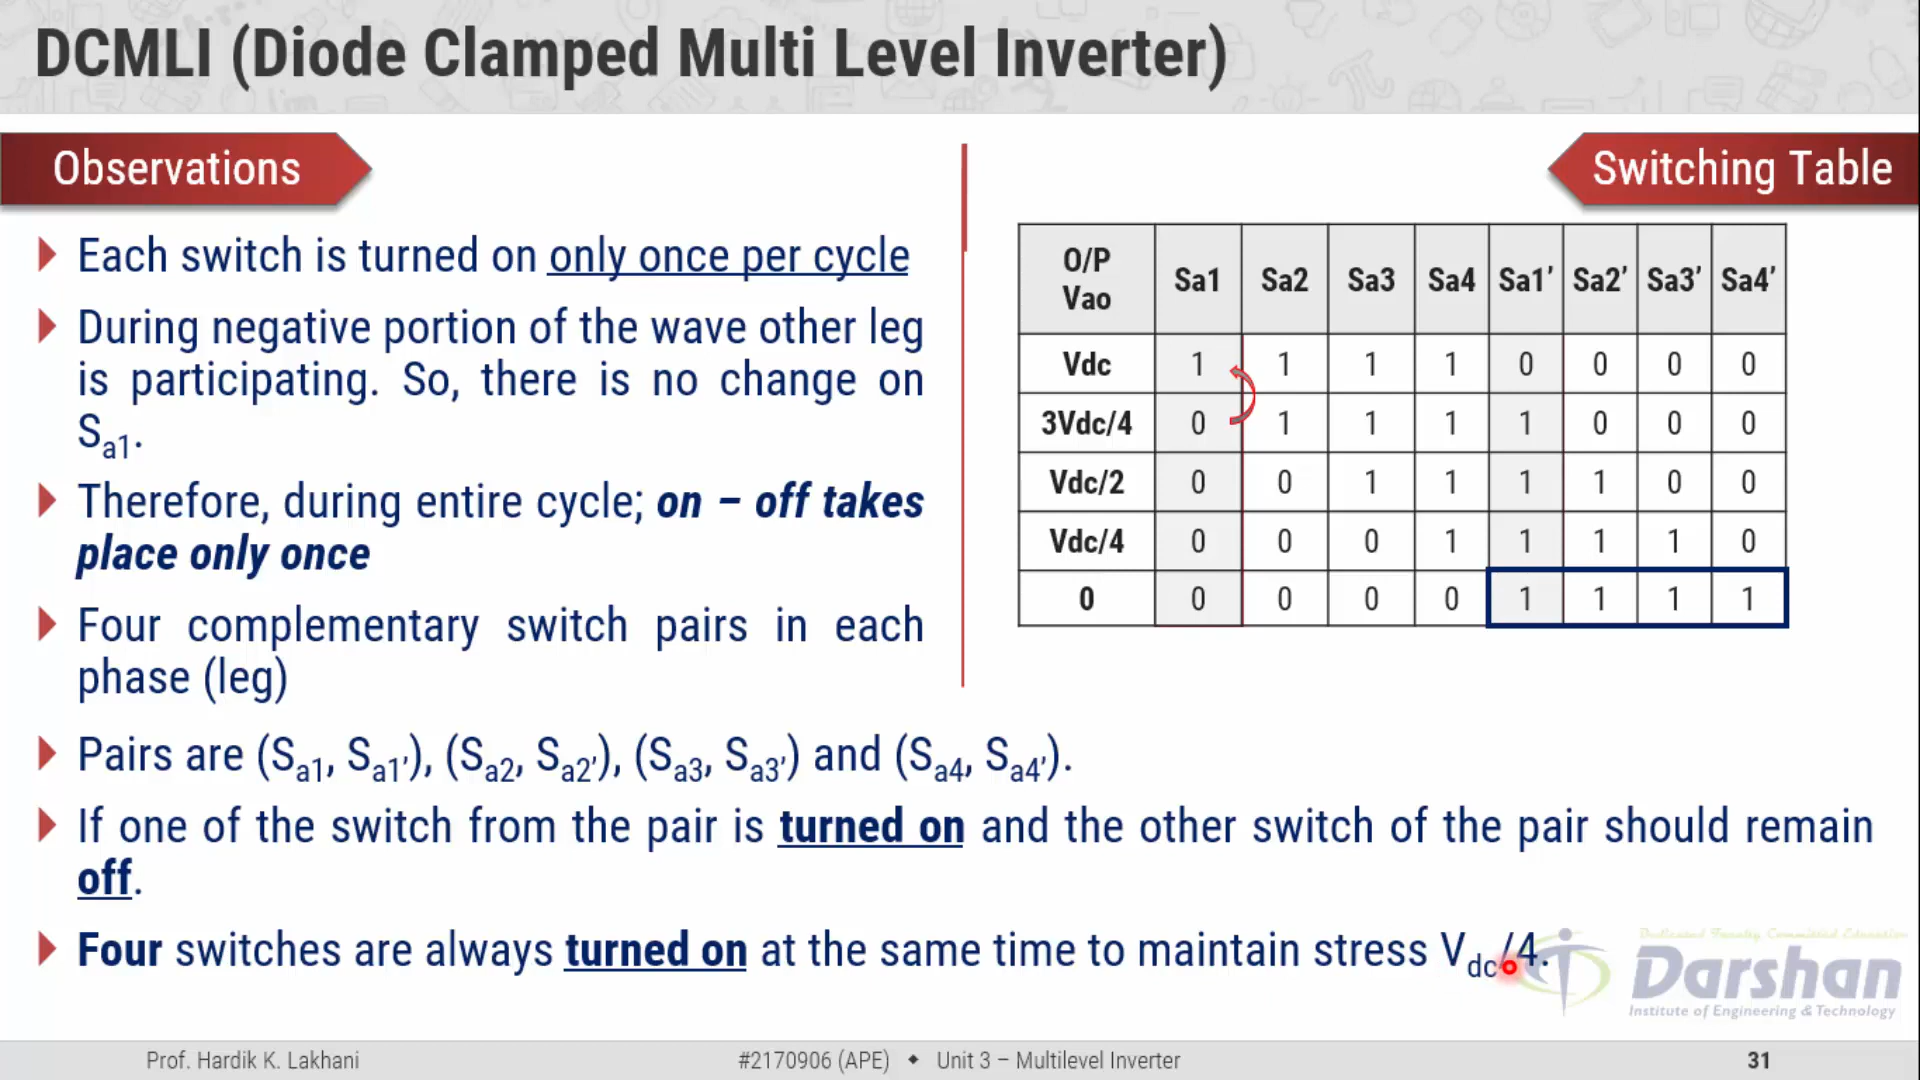 DCMLI (Diode Clamped Multi Level Inverter)
Observations
Each switch is turned on only once per cycle
During negative portion of the wave other leg
is participating. So, there is no change on
Sa1.
Therefore, during entire cycle; on – off takes
place only once
Four complementary switch pairs in each
phase (leg)
Pairs are (Sa1, Sa1'), (Sa2, Sa2'), (Sa3, Sa3') and (Sa4, Sa4').
If one of the switch from the pair is turned on and the other switch of the pair should remain
off.
Four switches are always turned on at the same time to maintain stress Vdc/4.
Switching Table
O/P Vao Sa1 Sa2 Sa3 Sa4 Sa1’ Sa2’ Sa3’ Sa4’
Vdc 1 1 1 1 0 0 0 0
3Vdc/4 0 1 1 1 1 0 0 0
Vdc/2 0 0 1 1 1 1 0 0
Vdc/4 0 0 0 1 1 1 1 0
0 0 0 0 0 1 1 1 1
Dedicated Faculty Committed Education
Darshan
Institute of Engineering & Technology
Prof. Hardik K. Lakhani
#2170906 (APE) ⬥ Unit 3 – Multilevel Inverter
31